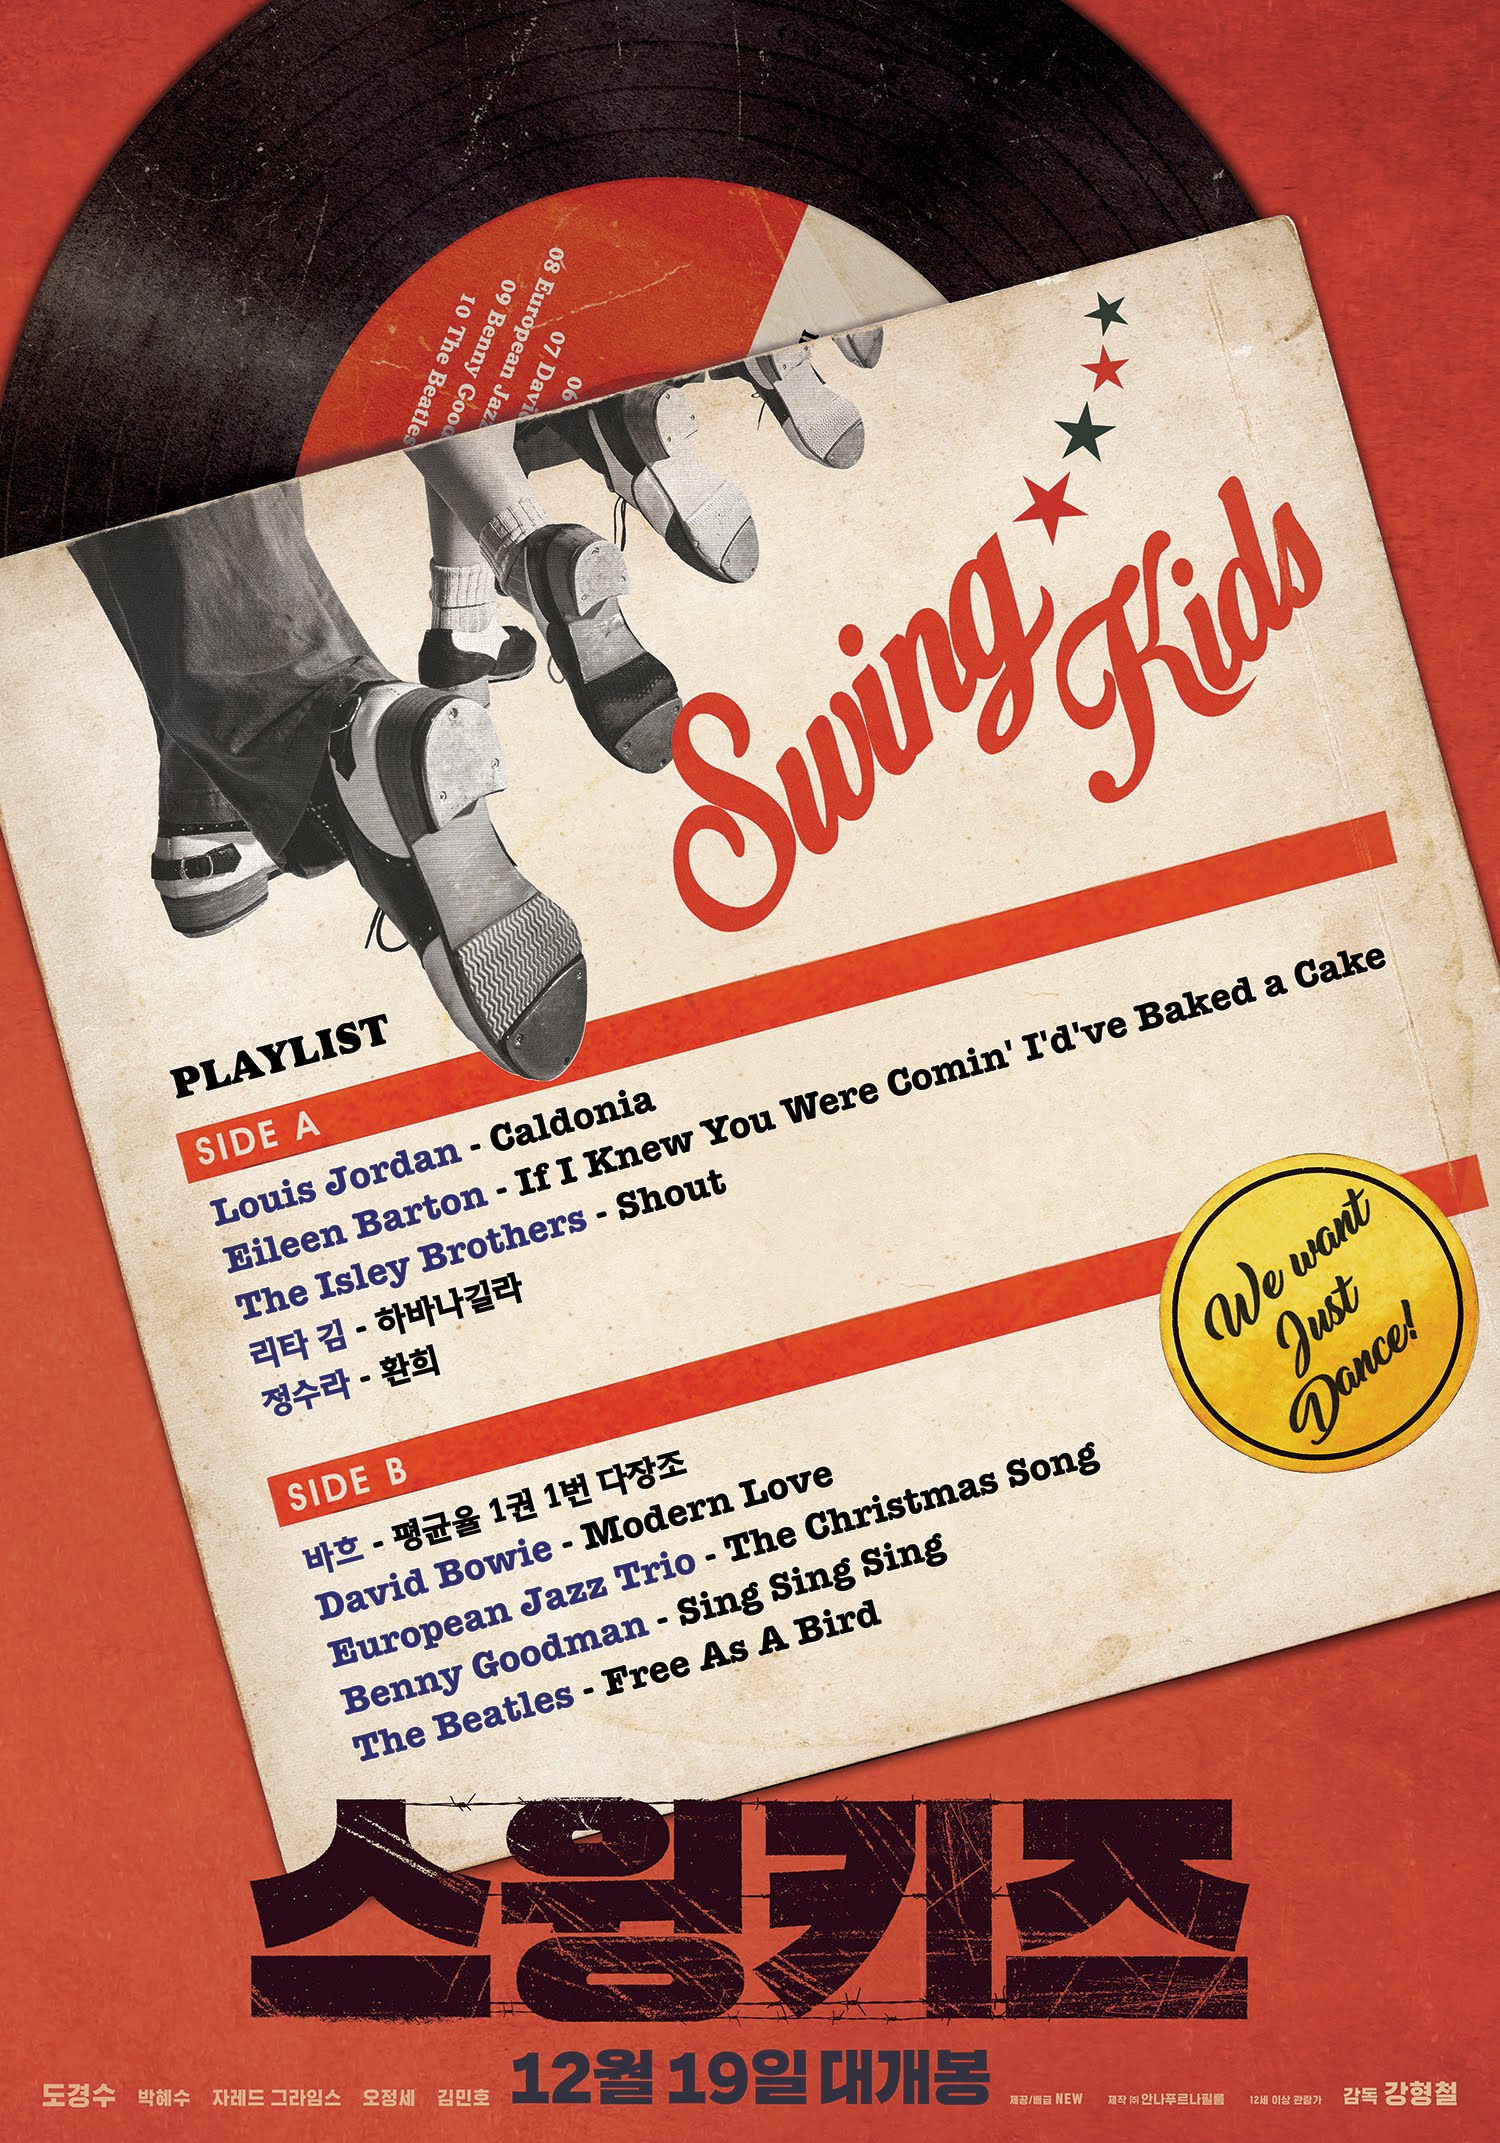 08 European Jazz
07 Davi
06
09 Benny Good
10 The Beatles
Swing Kids
PLAYLIST
SIDE A
Louis Jordan - Caldonia
Eileen Barton - If I Knew You Were Comin' I'd've Baked a Cake
The Isley Brothers - Shout
리타 김 - 하바나길라
정수라 - 환희
We want
Just
Dance!
SIDE B
바흐 - 평균율 1권 1번 다장조
David Bowie - Modern Love
European Jazz Trio - The Christmas Song
Benny Goodman - Sing Sing Sing
The Beatles - Free As A Bird
스윙키즈
도경수 박혜수 자레드 그라임스 오정세 김민호 12월 19일 대개봉 제공/배급 NEW 제작 ㈜안나푸르나필름 12세 이상 관람가 감독 강형철